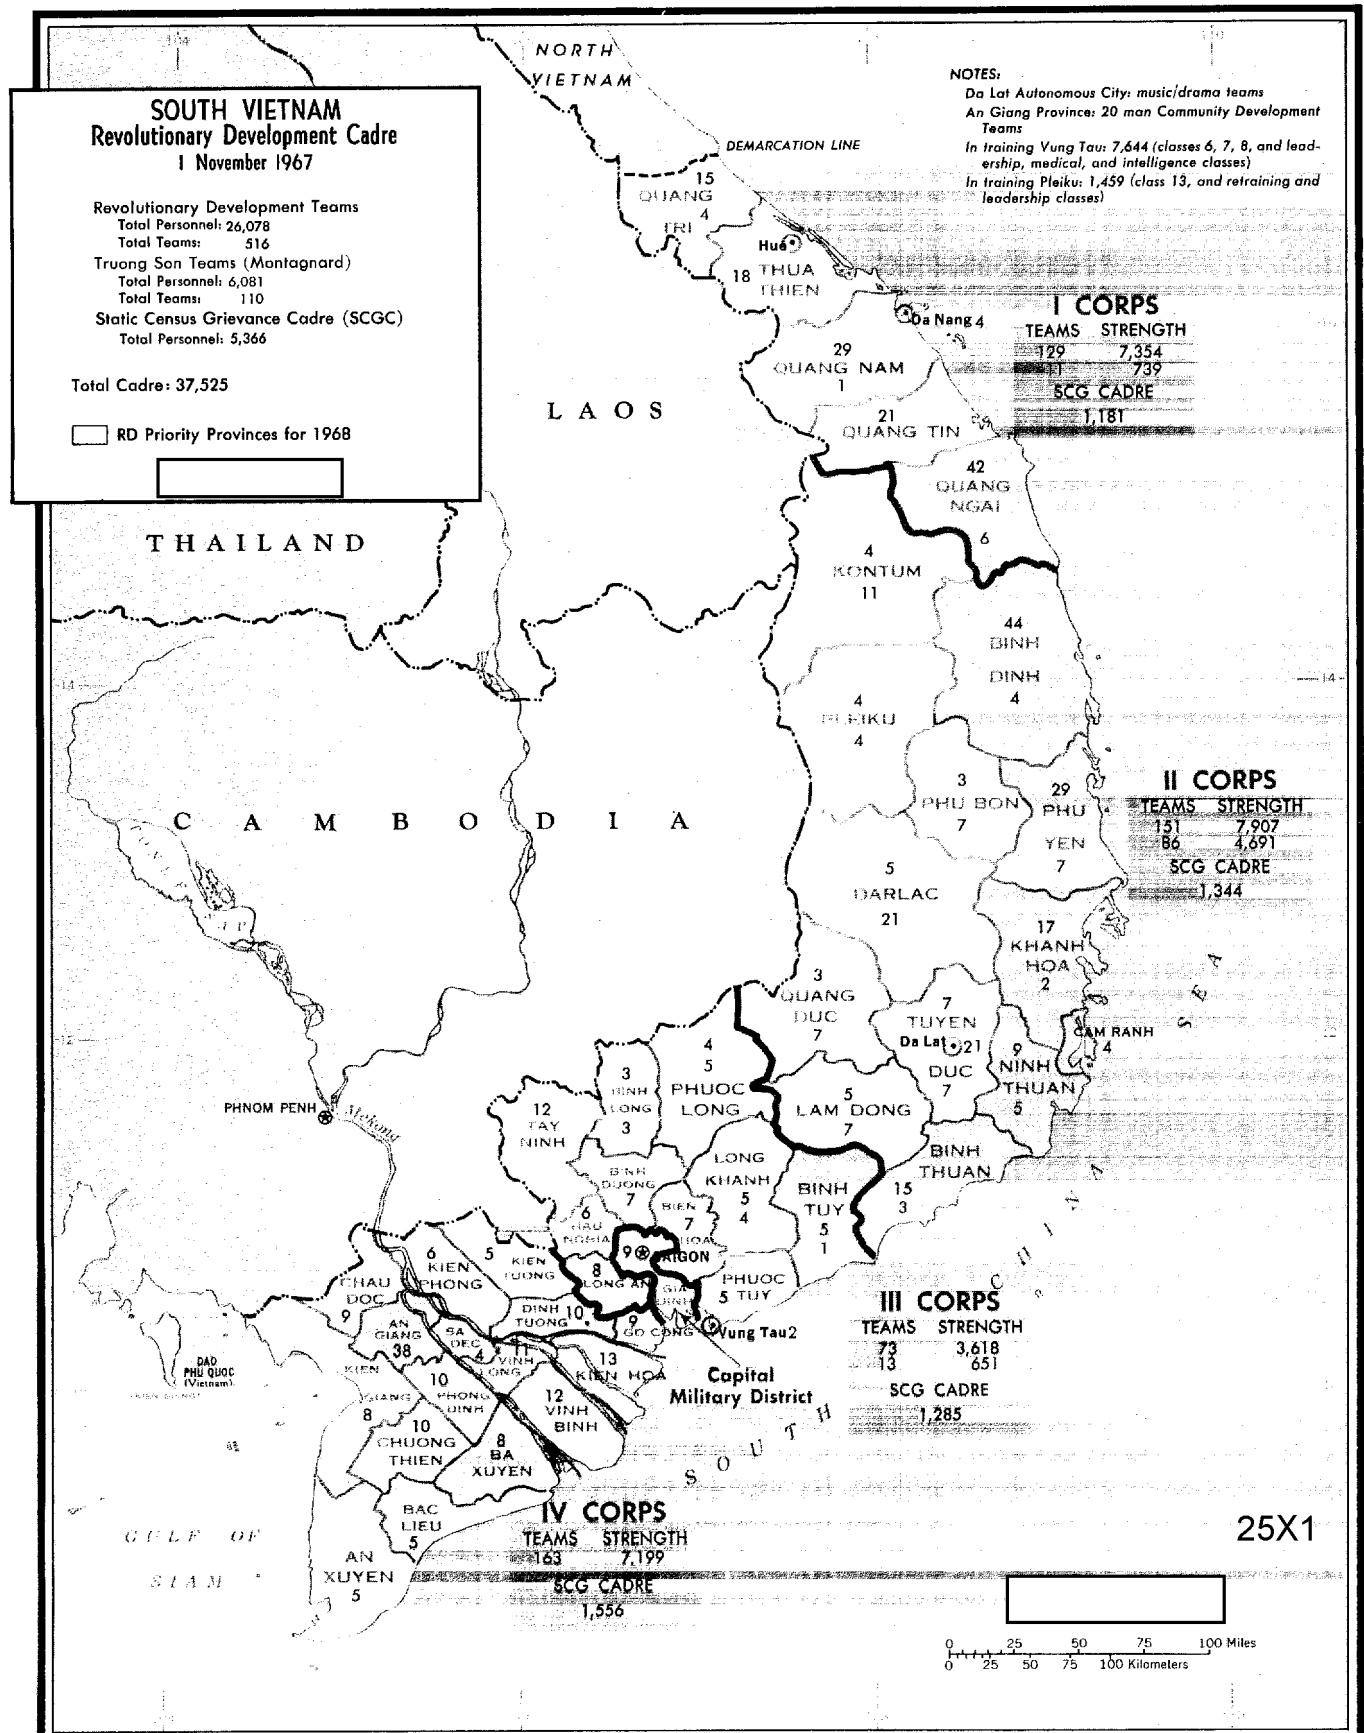 SOUTH VIETNAM
Revolutionary Development Cadre
1 November 1967
Revolutionary Development Teams
Total Personnel: 26,078
Total Teams: 516
Truong Son Teams (Montagnard)
Total Personnel: 6,081
Total Teams: 110
Static Census Grievance Cadre (SCGC)
Total Personnel: 5,366
Total Cadre: 37,525
RD Priority Provinces for 1968
NOTES:
Da Lat Autonomous City: music/drama teams
An Giang Province: 20 man Community Development
Teams
In training Vung Tau: 7,644 (classes 6, 7, 8, and lead-
ership, medical, and intelligence classes)
In training Pleiku: 1,459 (class 13, and retraining and
leadership classes)
NORTH
VIETNAM
DEMARCATION LINE
15
QUANG
4
TRI
Hué
18 THUA
THIEN
Da Nang 4
29
QUANG NAM
1
21
QUANG TIN
42
QUANG
NGAI
6
I CORPS
TEAMS STRENGTH
129 7,354
11 739
SCG CADRE
1,181
LAOS
THAILAND
CAMBODIA
4
KONTUM
11
44
BINH
DINH
4
14
14
4
PLEIKU
4
3
PHU BON
7
29
PHU
YEN
7
II CORPS
TEAMS STRENGTH
151 7,907
86 4,691
SCG CADRE
1,344
5
DARLAC
21
17
KHANH
HOA
2
3
QUANG
DUC
7
7
TUYEN
Da Lat 21
DUC
7
CAM RANH
4
9
NINH
THUAN
5
12
12
4
5
PHUOC
LONG
5
LAM DONG
7
3
BINH
LONG
3
12
TAY
NINH
PHNOM PENH
Mekong
BINH
THUAN
15
3
LONG
KHANH
5
4
BINH
TUY
5
1
BINH
DUONG
7
BIEN
7
HOA
6
HAU
NGHIA
9 SAIGON
8
LONG AN
GIA
DINH
PHUOC
5 TUY
Vung Tau 2
6
KIEN
PHONG
5
KIEN
TUONG
CHAU
DOC
9
AN
GIANG
38
SA
DEC
4
DINH
TUONG 10
9
GO CONG
11
VINH
LONG
13
KIEN HOA
Capital
Military District
III CORPS
TEAMS STRENGTH
73 3,618
13 651
SCG CADRE
1,285
DAO
PHU QUOC
(Vietnam)
KIEN
GIANG
8
10
PHONG
DINH
12
VINH
BINH
10
CHUONG
THIEN
8
BA
XUYEN
BAC
LIEU
5
AN
XUYEN
5
IV CORPS
TEAMS STRENGTH
163 7,199
SCG CADRE
1,556
SOUTH CHINA SEA
GULF OF
SIAM
25X1
0 25 50 75 100 Miles
0 25 50 75 100 Kilometers